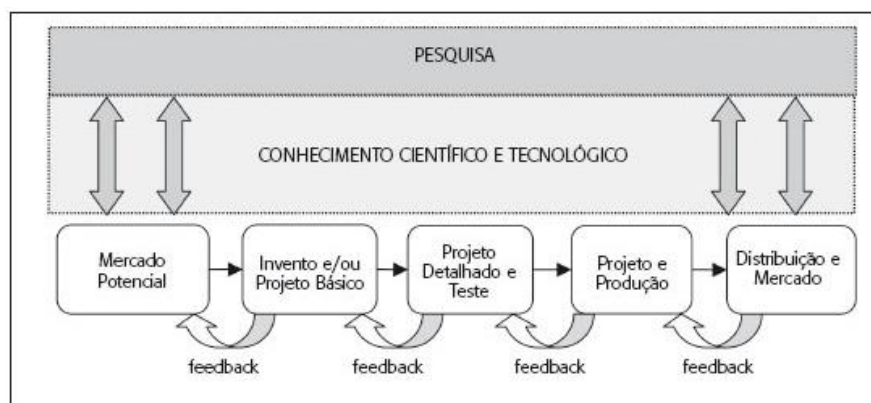 PESQUISA
CONHECIMENTO CIENTÍFICO E TECNOLÓGICO
Mercado
Potencial
Invento e/ou
Projeto Básico
Projeto
Detalhado e
Teste
Projeto e
Produção
Distribuição e
Mercado
feedback
feedback
feedback
feedback